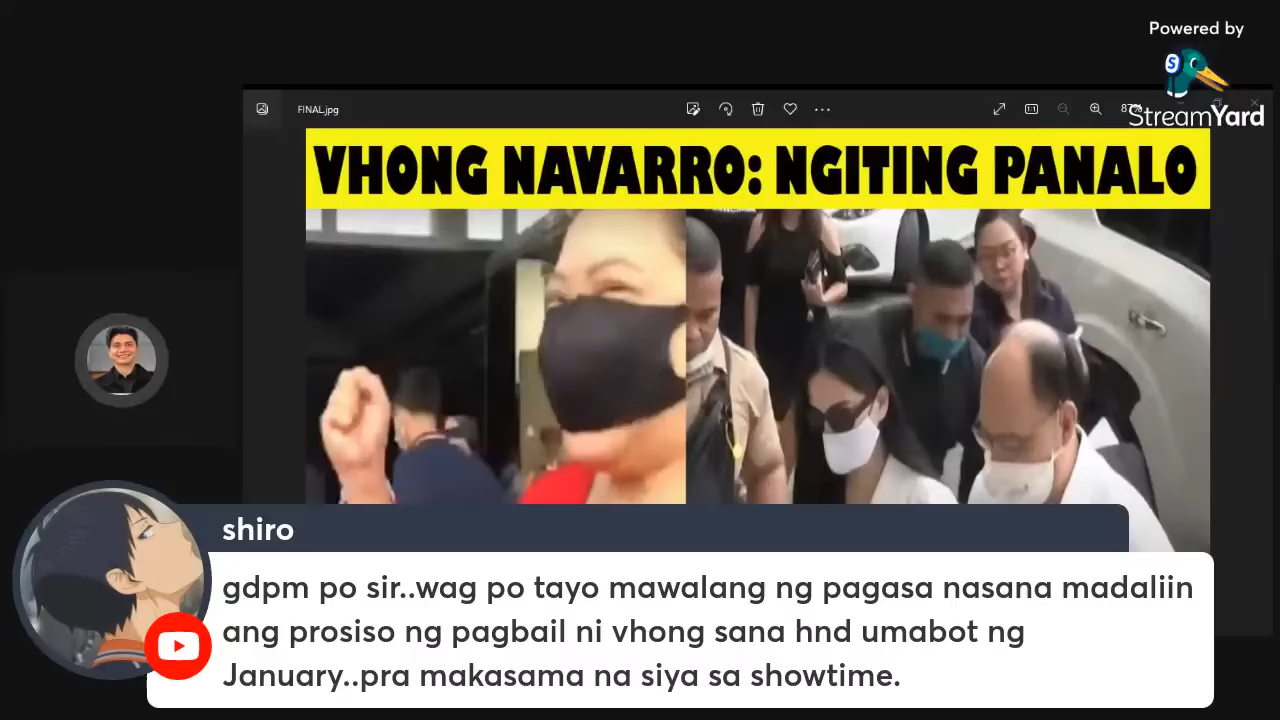 Powered by
StreamYard
FINAL.jpg
VHONG NAVARRO: NGITING PANALO
shiro
gdpm po sir..wag po tayo mawalang ng pagasa nasana madaliin
ang prosiso ng pagbail ni vhong sana hnd umabot ng
January..pra makasama na siya sa showtime.